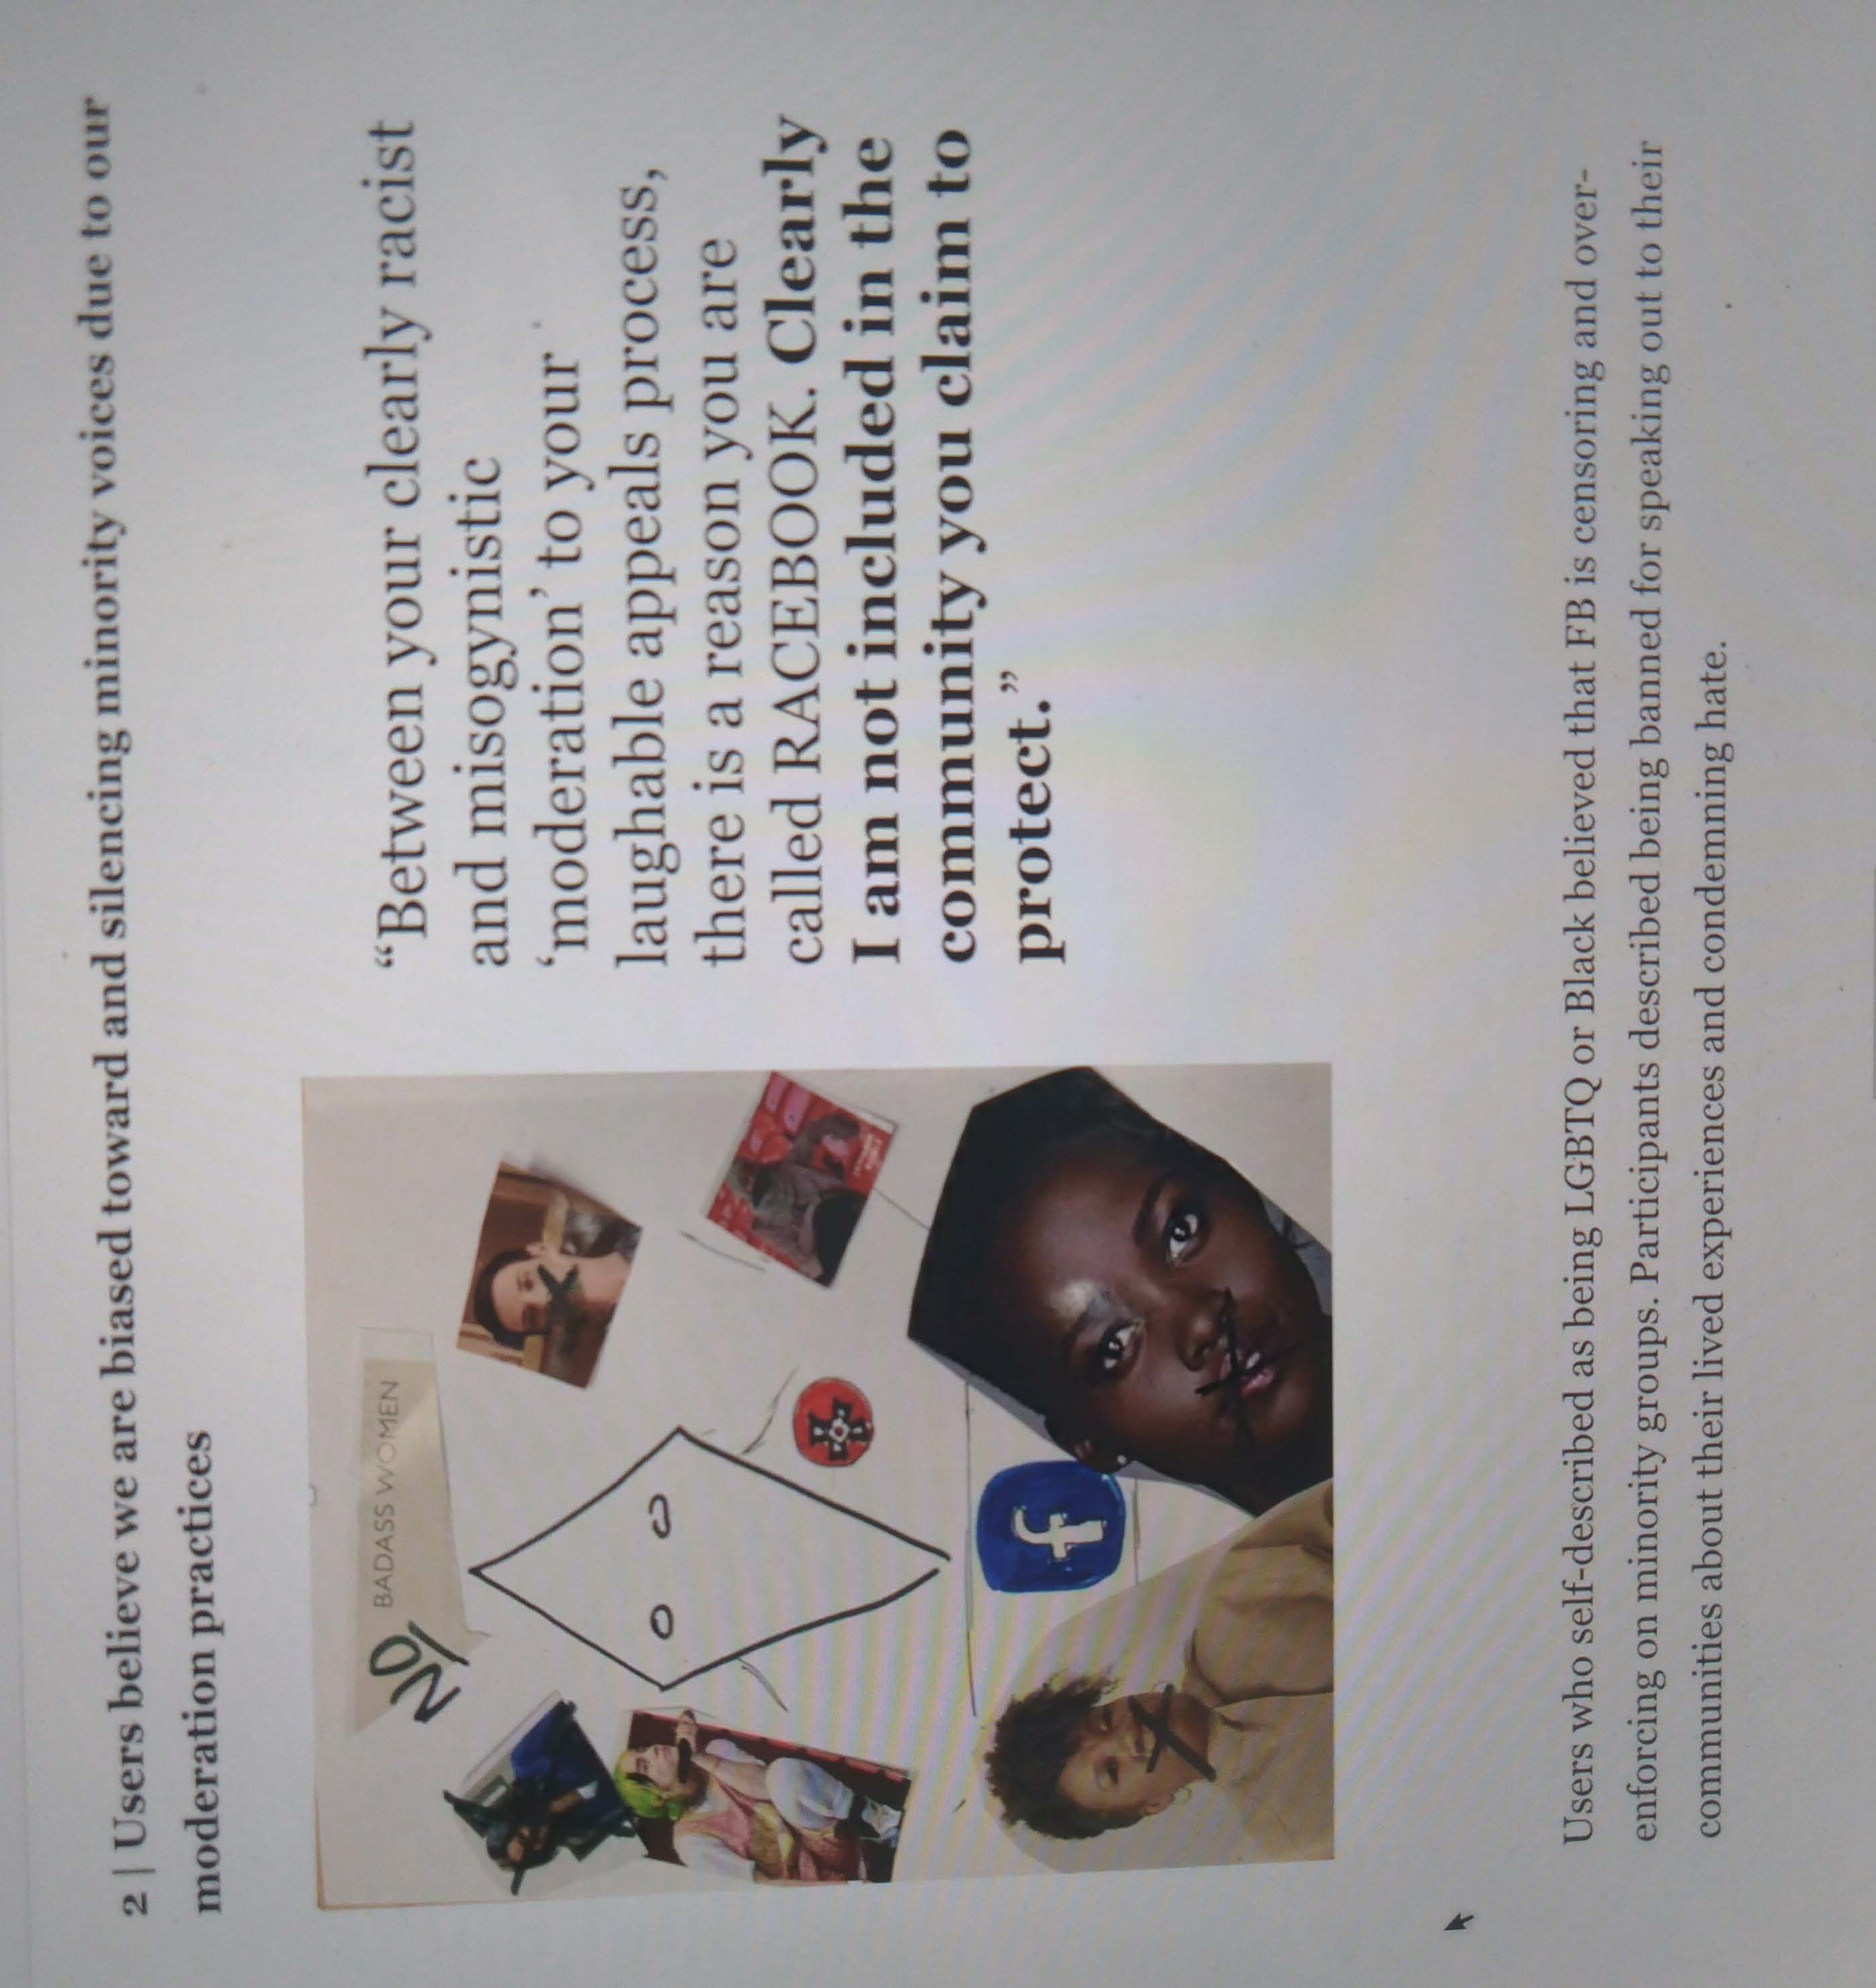 2 | Users believe we are biased toward and silencing minority voices due to our
moderation practices
NO
BADASS WOMEN
f
“Between your clearly racist
and misogynistic
‘moderation’ to your
laughable appeals process,
there is a reason you are
called RACEBOOK. Clearly
I am not included in the
community you claim to
protect.”
Users who self-described as being LGBTQ or Black believed that FB is censoring and over-
enforcing on minority groups. Participants described being banned for speaking out to their
communities about their lived experiences and condemning hate.